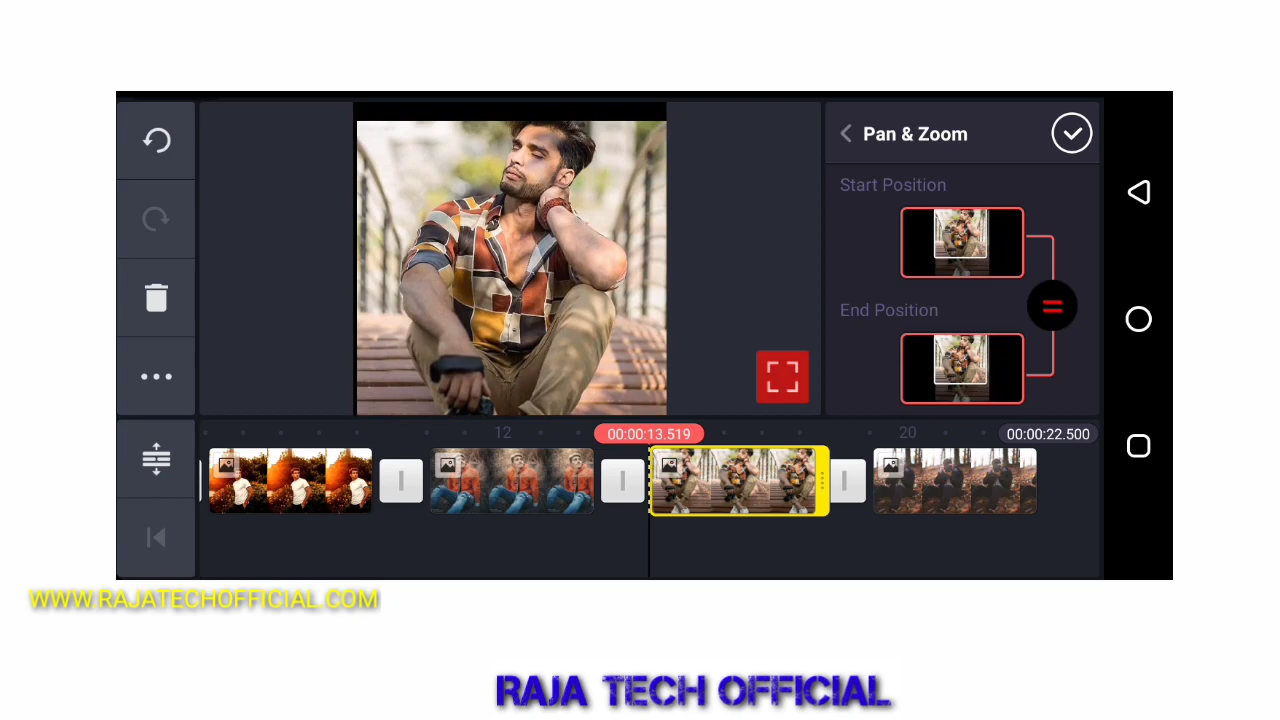 Pan & Zoom
Start Position
End Position
12
00:00:13.519
20
00:00:22.500
WWW.RAJATECHOFFICIAL.COM
RAJA TECH OFFICIAL